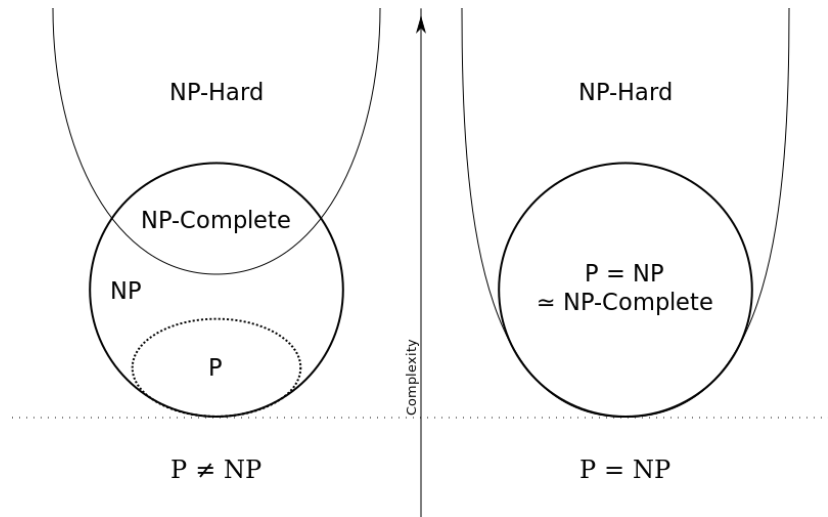 NP-Hard
NP-Complete
NP
P
P ≠ NP
Complexity
NP-Hard
P = NP
≃ NP-Complete
P = NP